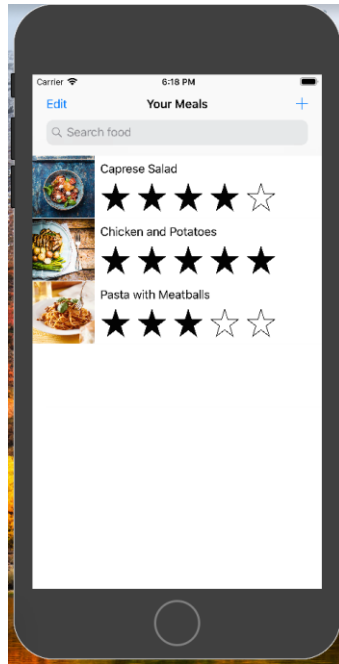 Carrier 6:18 PM
Edit Your Meals +
Search food
Caprese Salad
Chicken and Potatoes
Pasta with Meatballs